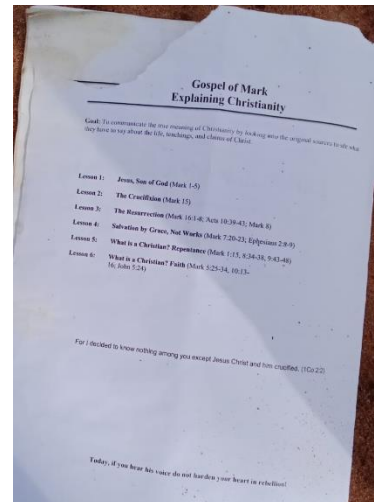 Gospel of Mark
Explaining Christianity
Goal: To communicate the true meaning of Christianity by looking into the original sources to see what
they have to say about the life, teachings, and claims of Christ.
Lesson 1: Jesus, Son of God (Mark 1-5)
Lesson 2: The Crucifixion (Mark 15)
Lesson 3: The Resurrection (Mark 16:1-8; Acts 10:39-43; Mark 8)
Lesson 4: Salvation by Grace, Not Works (Mark 7:20-23; Ephesians 2:8-9)
Lesson 5: What is a Christian? Repentance (Mark 1:15, 8:34-38, 9:43-48)
Lesson 6: What is a Christian? Faith (Mark 5:25-34, 10:13-
16; John 5:24)
For I decided to know nothing among you except Jesus Christ and him crucified. (1Co 2:2)
Today, if you hear his voice do not harden your heart in rebellion!